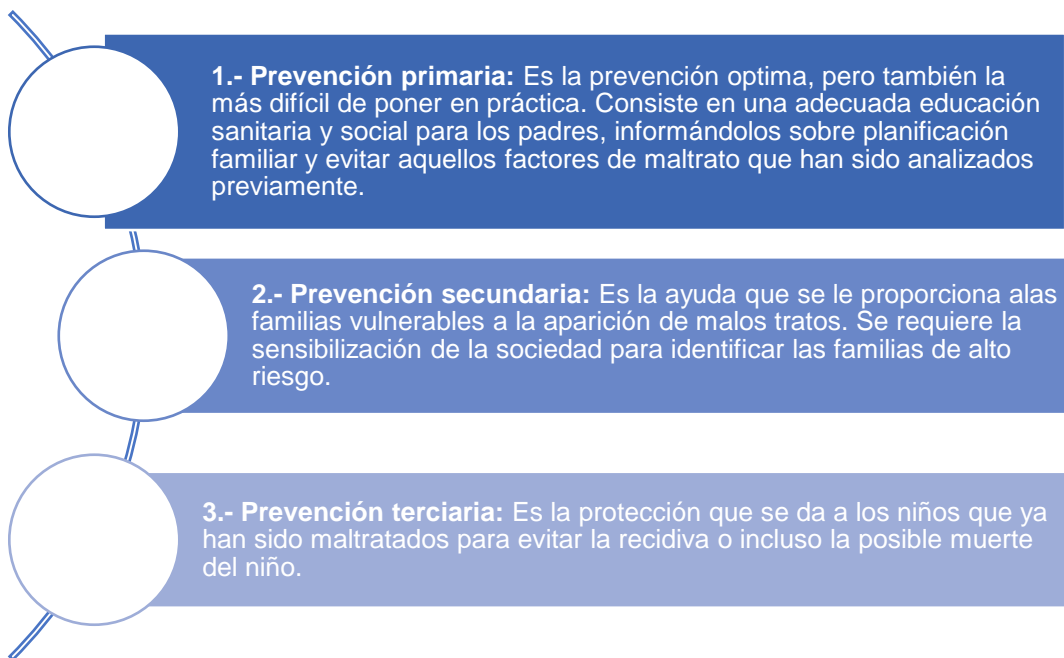 1.- Prevención primaria: Es la prevención optima, pero también la
más difícil de poner en práctica. Consiste en una adecuada educación
sanitaria y social para los padres, informándolos sobre planificación
familiar y evitar aquellos factores de maltrato que han sido analizados
previamente.
2.- Prevención secundaria: Es la ayuda que se le proporciona alas
familias vulnerables a la aparición de malos tratos. Se requiere la
sensibilización de la sociedad para identificar las familias de alto
riesgo.
3.- Prevención terciaria: Es la protección que se da a los niños que ya
han sido maltratados para evitar la recidiva o incluso la posible muerte
del niño.